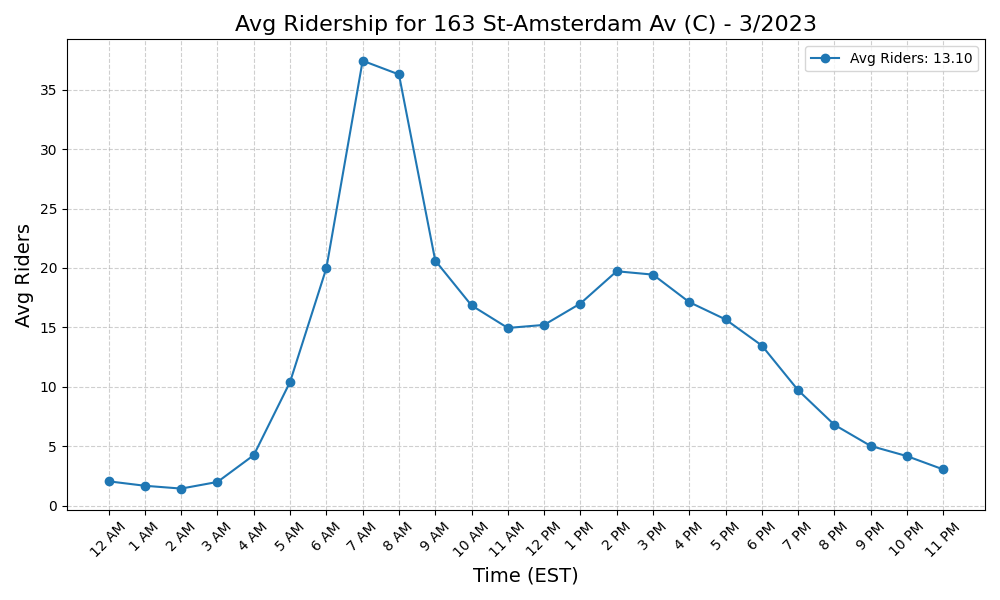 Avg Ridership for 163 St-Amsterdam Av (C) - 3/2023
Avg Riders: 13.10
Avg Riders
35
30
25
20
15
10
5
0
12 AM
1 AM
2 AM
3 AM
4 AM
5 AM
6 AM
7 AM
8 AM
9 AM
10 AM
11 AM
12 PM
1 PM
2 PM
3 PM
4 PM
5 PM
6 PM
7 PM
8 PM
9 PM
10 PM
11 PM
Time (EST)